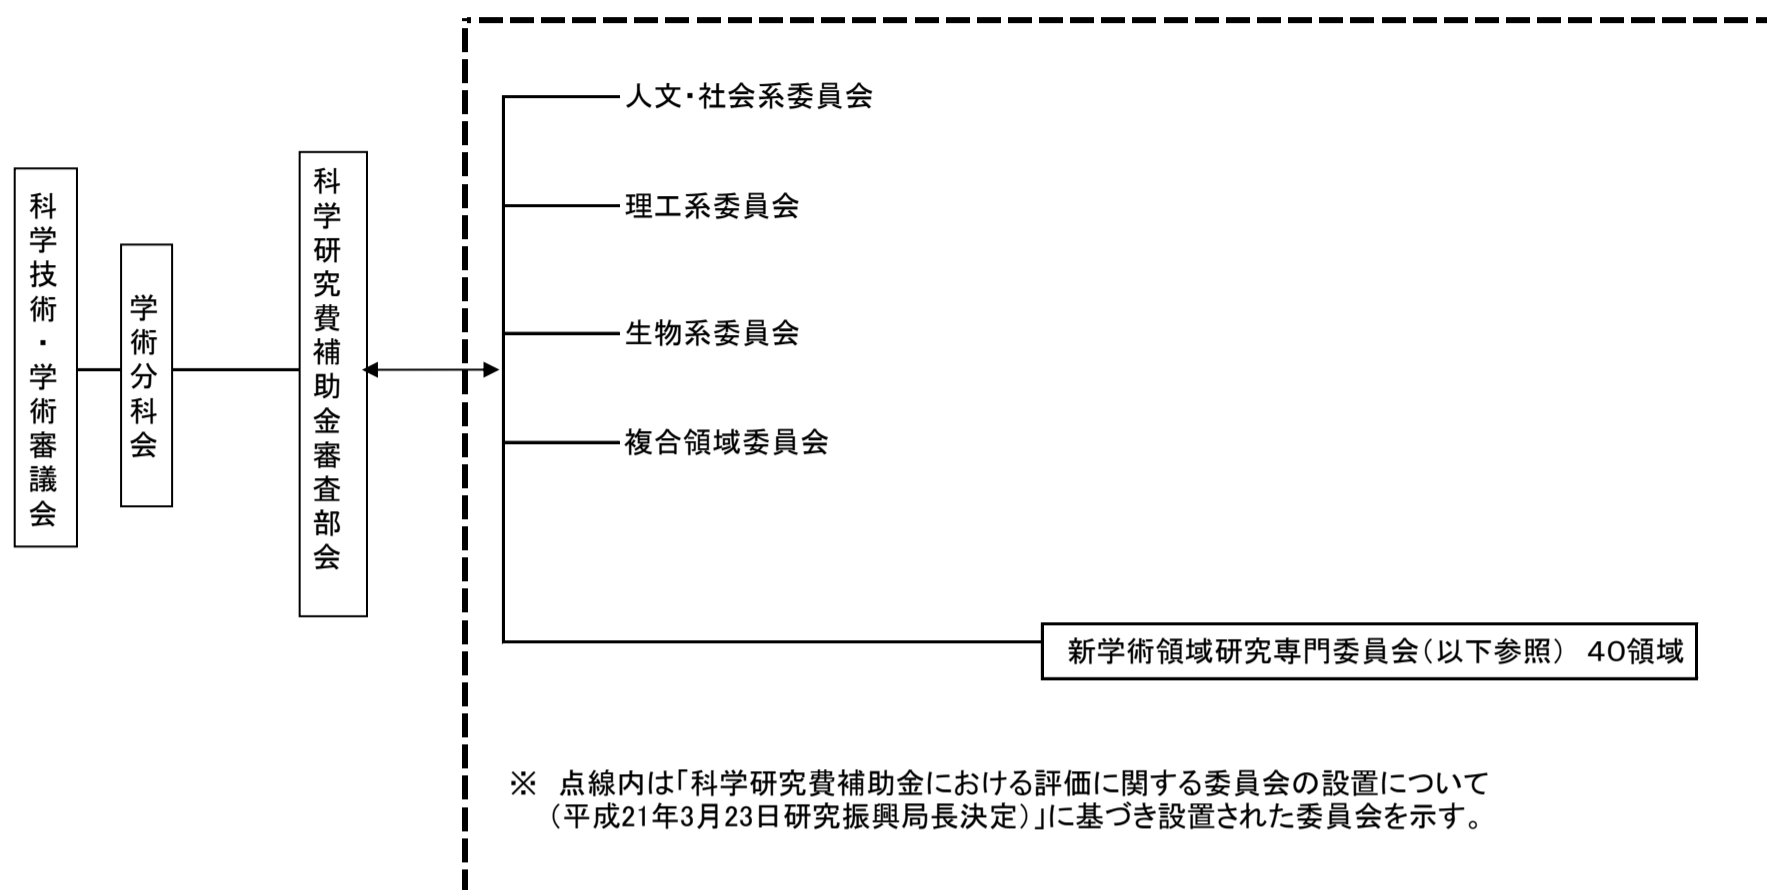 科学技術・学術審議会
学術分科会
科学研究費補助金審査部会
人文・社会系委員会
理工系委員会
生物系委員会
複合領域委員会
新学術領域研究専門委員会(以下参照)　40領域
※　点線内は「科学研究費補助金における評価に関する委員会の設置について
(平成21年3月23日研究振興局長決定)」に基づき設置された委員会を示す。